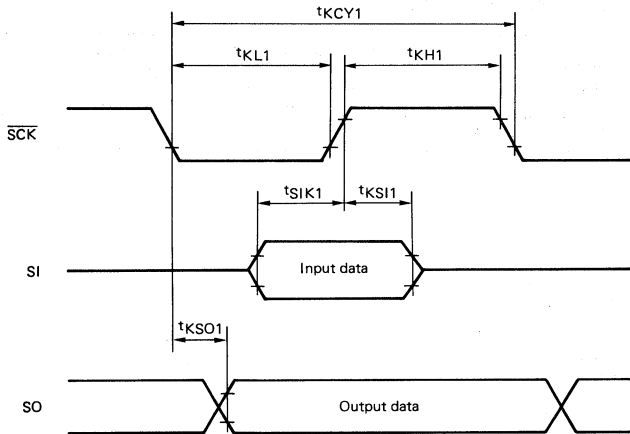 tKCY1
tKL1
tKH1
SCK
tSIK1
tKSI1
SI
Input data
tKSO1
SO
Output data